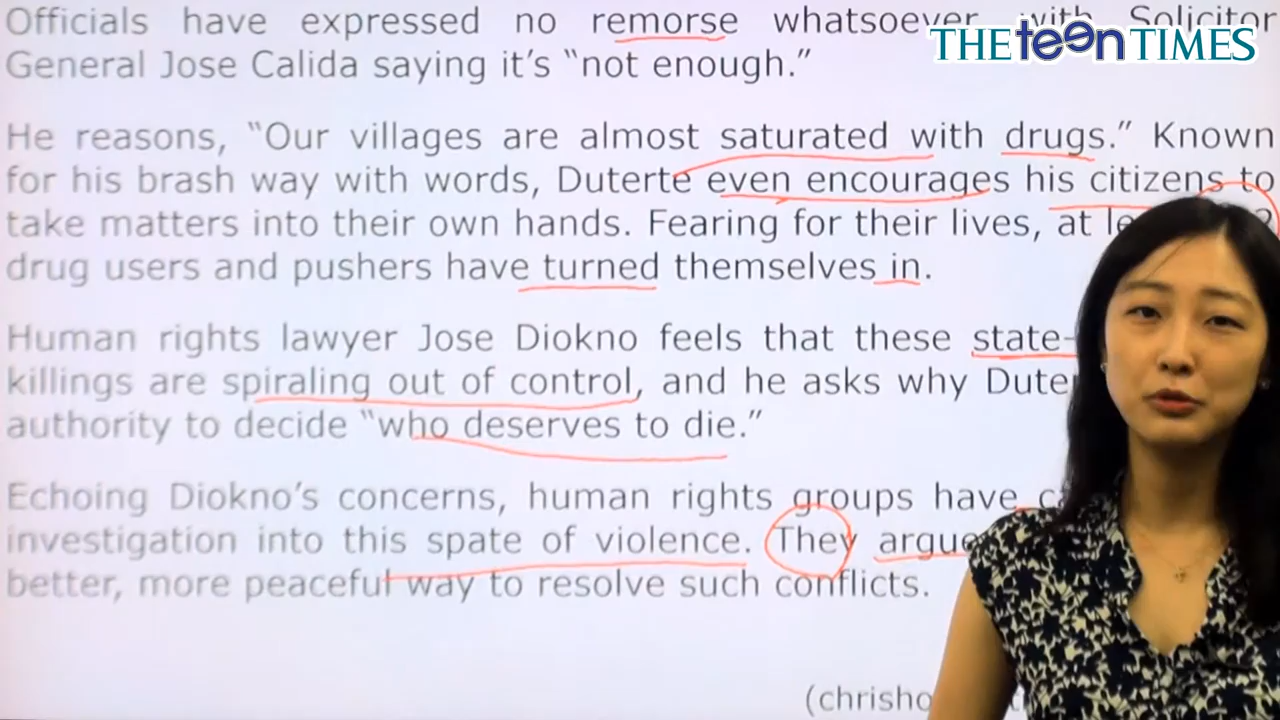 Officials have expressed no remorse whatsoever with Solicitor
THE teen TIMES
General Jose Calida saying it's “not enough.”
He reasons, “Our villages are almost saturated with drugs.” Known
for his brash way with words, Duterte even encourages his citizens to
take matters into their own hands. Fearing for their lives, at
drug users and pushers have turned themselves in.
Human rights lawyer Jose Diokno feels that these state-
killings are spiraling out of control, and he asks why
authority to decide “who deserves to die.”
Echoing Diokno's concerns, human rights groups have
investigation into this spate of violence. They
better, more peaceful way to resolve such conflicts.